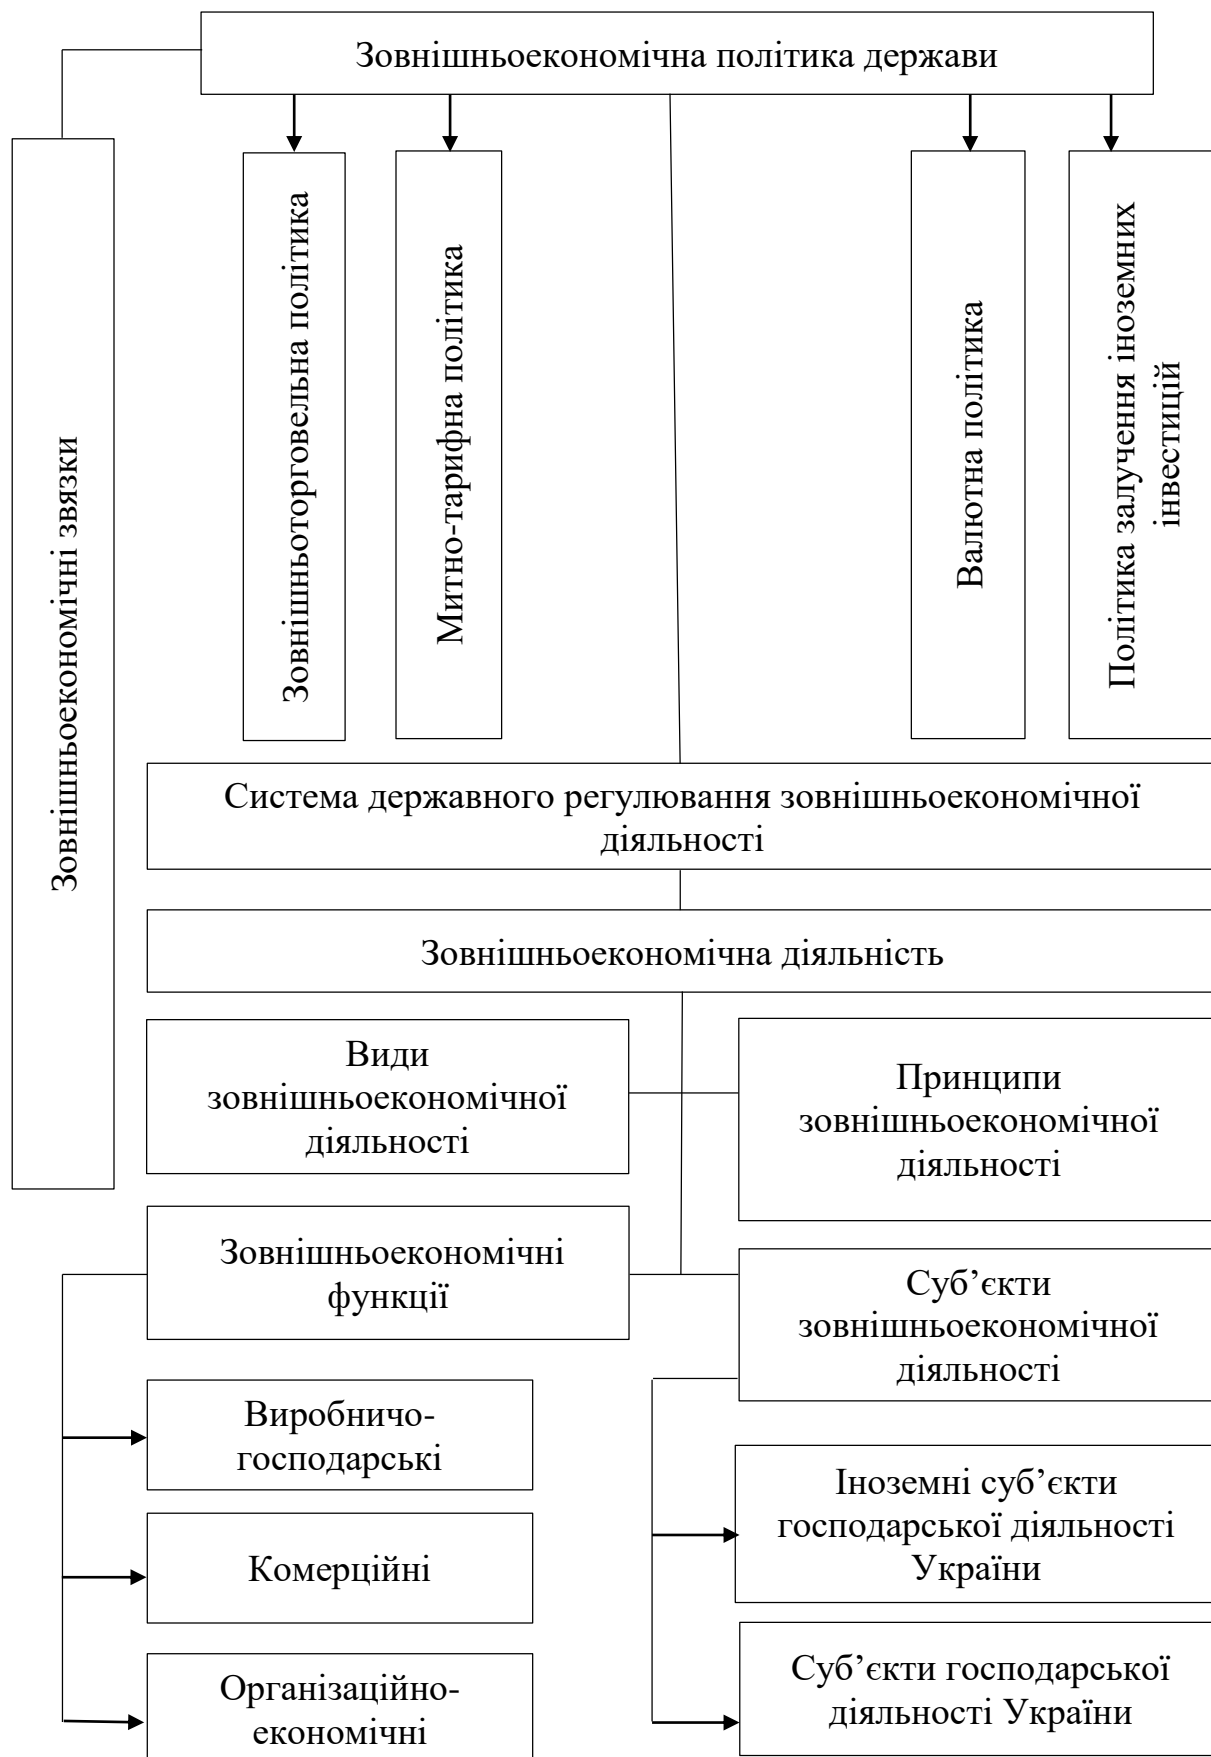 Зовнішньоекономічна політика держави
Зовнішньоекономічні звязки
Зовнішньоторговельна політика
Митно-тарифна політика
Валютна політика
Політика залучення іноземних
інвестицій
Система державного регулювання зовнішньоекономічної
діяльності
Зовнішньоекономічна діяльність
Види
зовнішньоекономічної
діяльності
Принципи
зовнішньоекономічної
діяльності
Зовнішньоекономічні
функції
Суб’єкти
зовнішньоекономічної
діяльності
Виробничо-
господарські
Комерційні
Організаційно-
економічні
Іноземні суб’єкти
господарської діяльності
України
Суб’єкти господарської
діяльності України